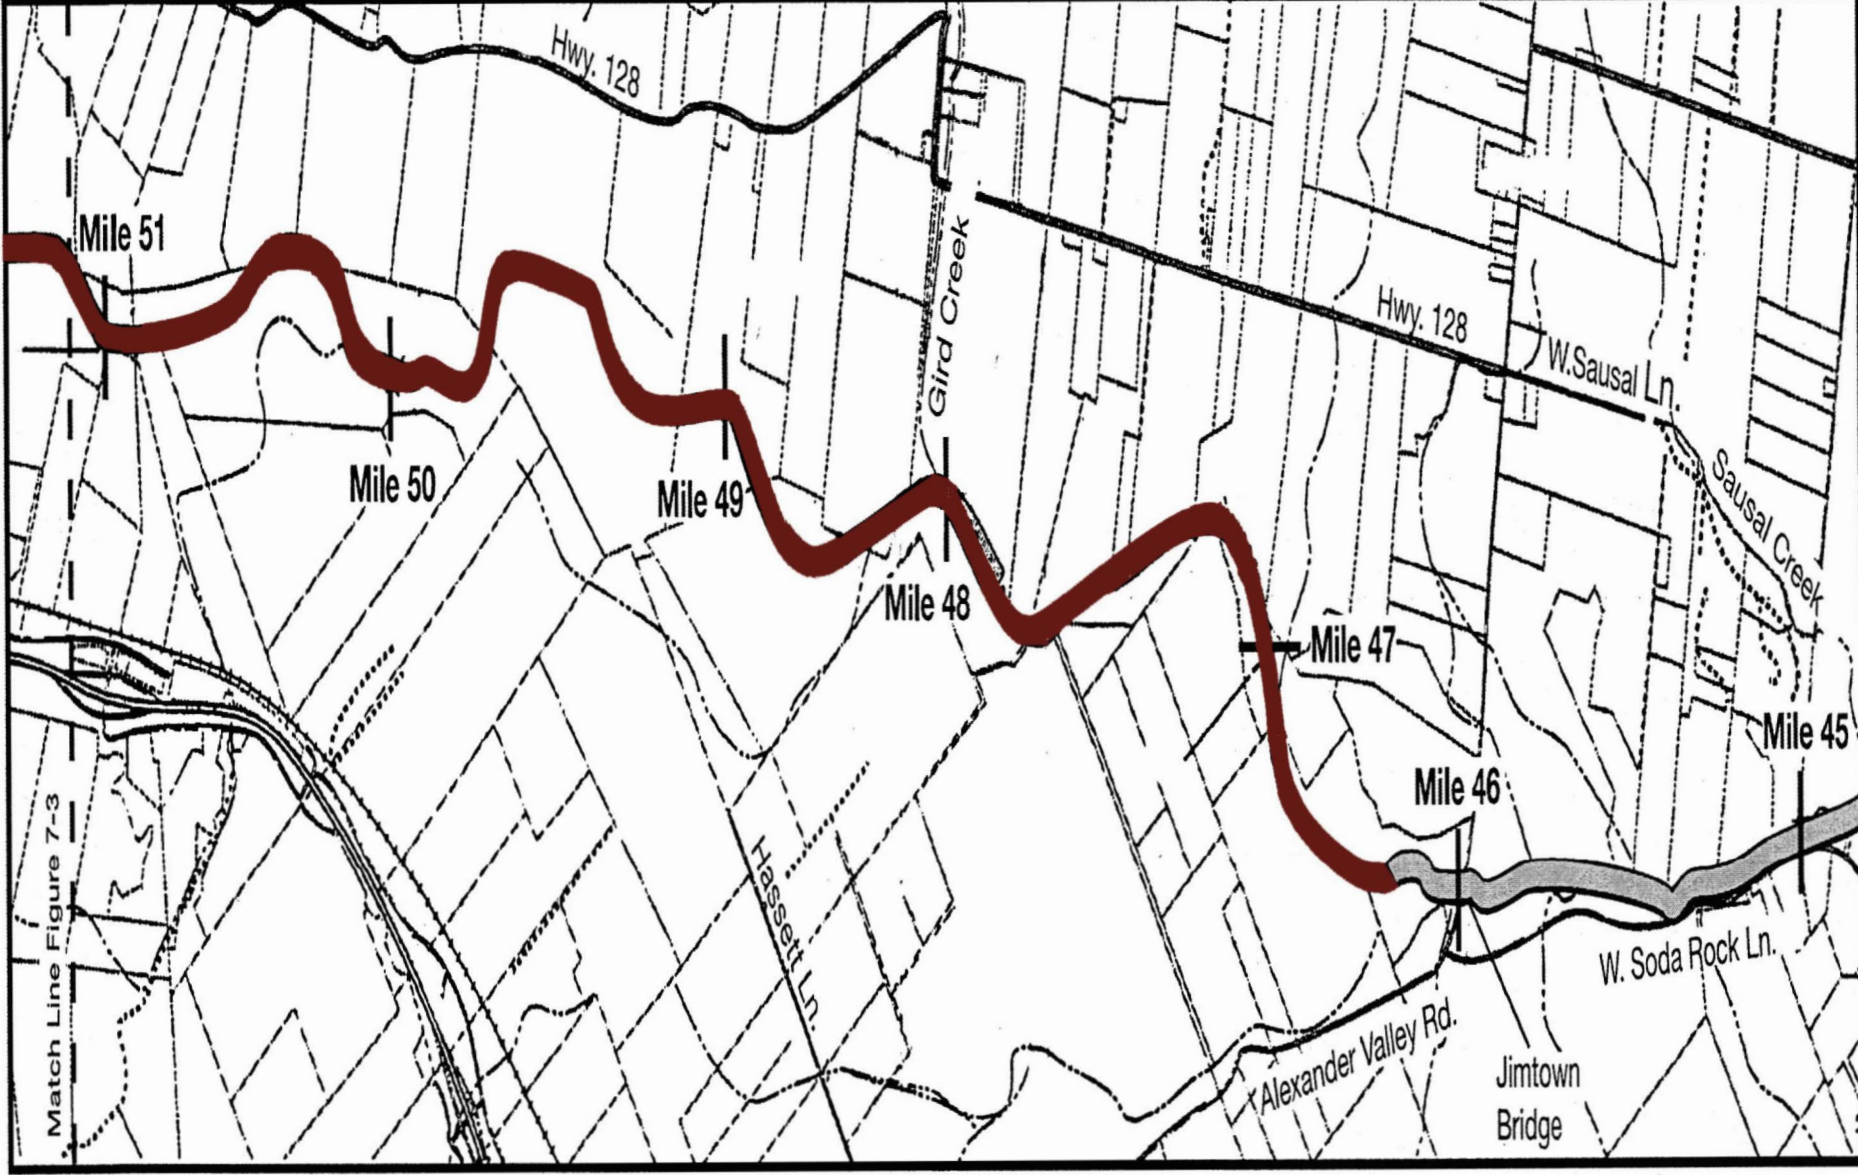 Hwy. 128
Mile 51
Gird Creek
Hwy. 128
W.Sausal Ln.
Sausal Creek
Mile 50
Mile 49
Mile 48
Mile 47
Mile 46
Mile 45
Match Line Figure 7-3
Hassett Ln.
W. Soda Rock Ln.
Alexander Valley Rd.
Jimtown
Bridge